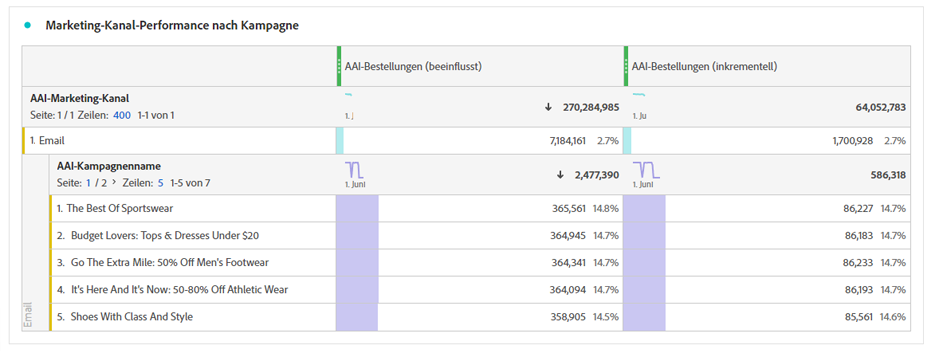 Marketing-Kanal-Performance nach Kampagne
AAI-Bestellungen (beeinflusst) AAI-Bestellungen (inkrementell)
AAI-Marketing-Kanal
Seite: 1 / 1 Zeilen: 400 1-1 von 1
1. J
↓ 270,284,985
1. Ju
64,052,783
1. Email 7,184,161 2.7% 1,700,928 2.7%
AAI-Kampagnenname
Seite: 1 / 2 > Zeilen: 5 1-5 von 7
1. Juni
↓ 2,477,390
1. Juni
586,318
1. The Best Of Sportswear 365,561 14.8% 86,227 14.7%
2. Budget Lovers: Tops & Dresses Under $20 364,945 14.7% 86,183 14.7%
3. Go The Extra Mile: 50% Off Men's Footwear 364,341 14.7% 86,233 14.7%
4. It's Here And It's Now: 50-80% Off Athletic Wear 364,094 14.7% 86,193 14.7%
5. Shoes With Class And Style 358,905 14.5% 85,561 14.6%
Email